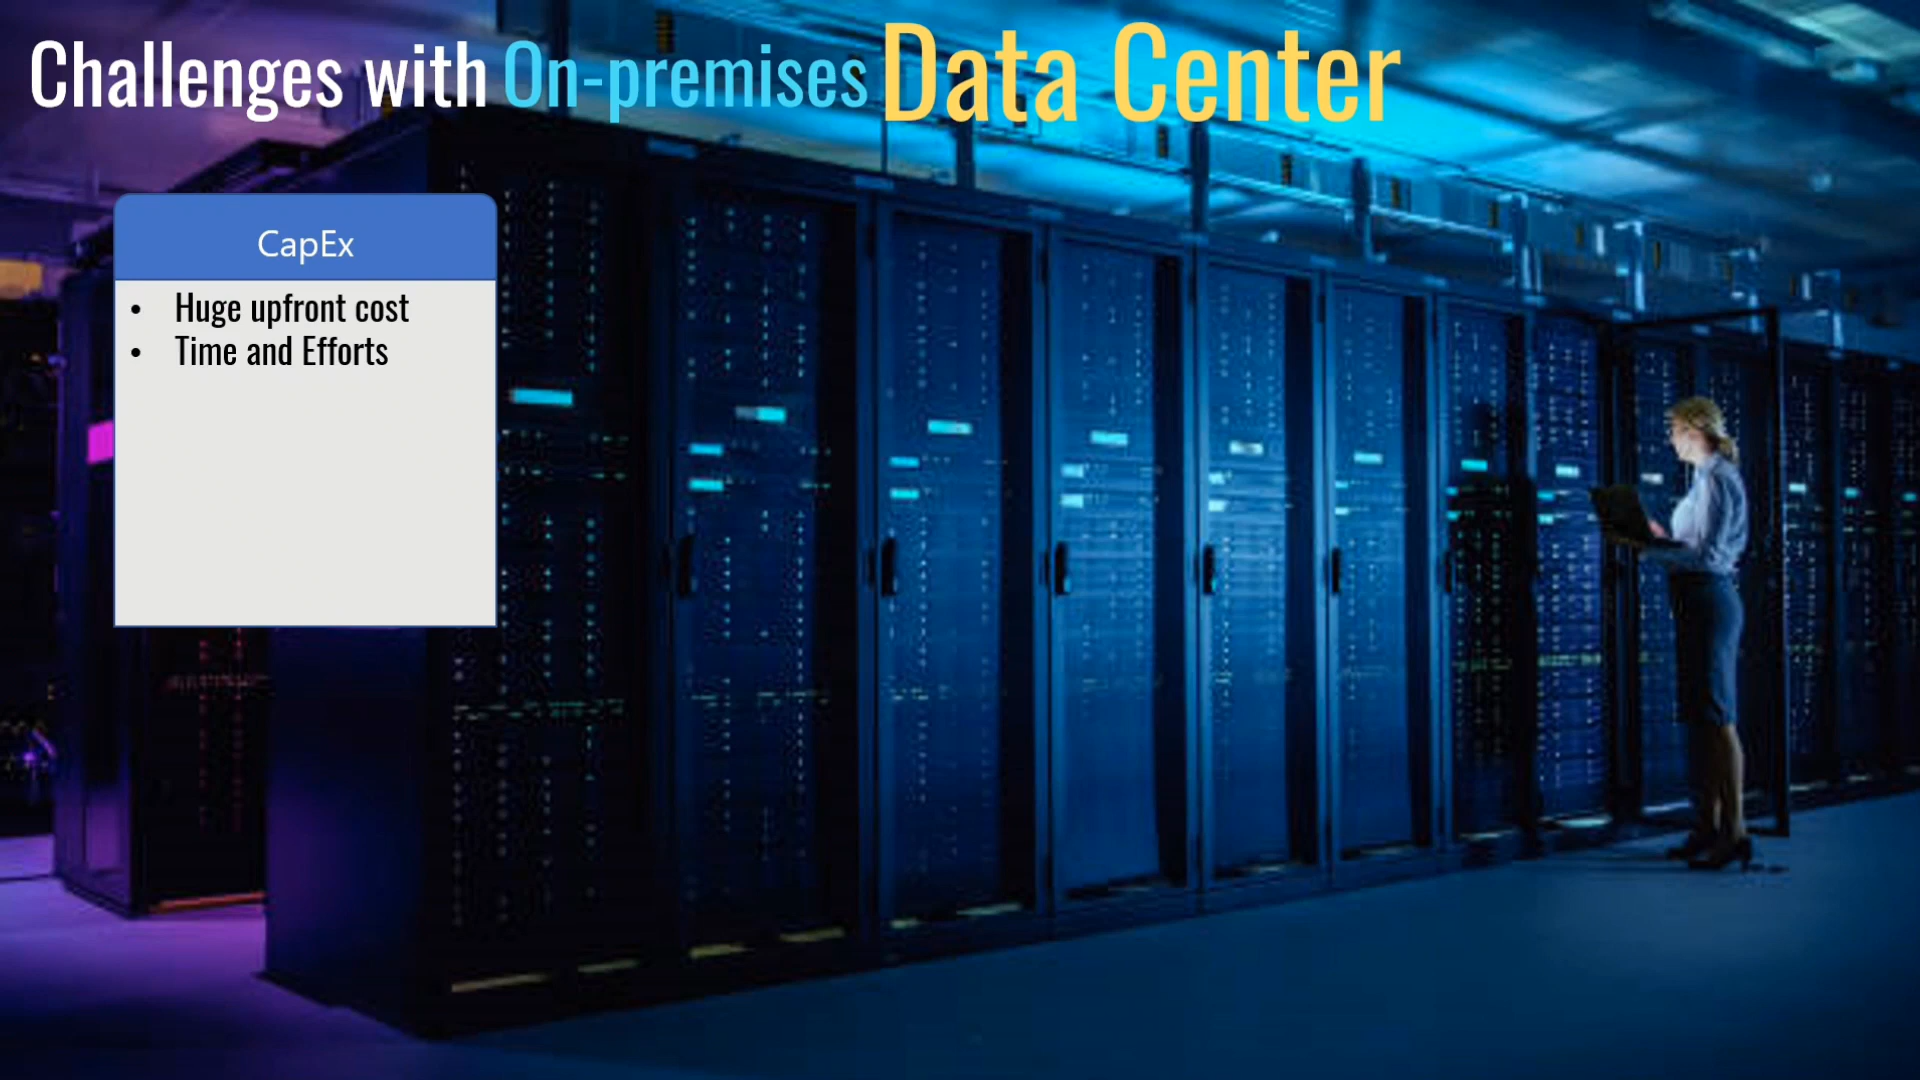 Challenges with On-premises Data Center
CapEx
• Huge upfront cost
• Time and Efforts